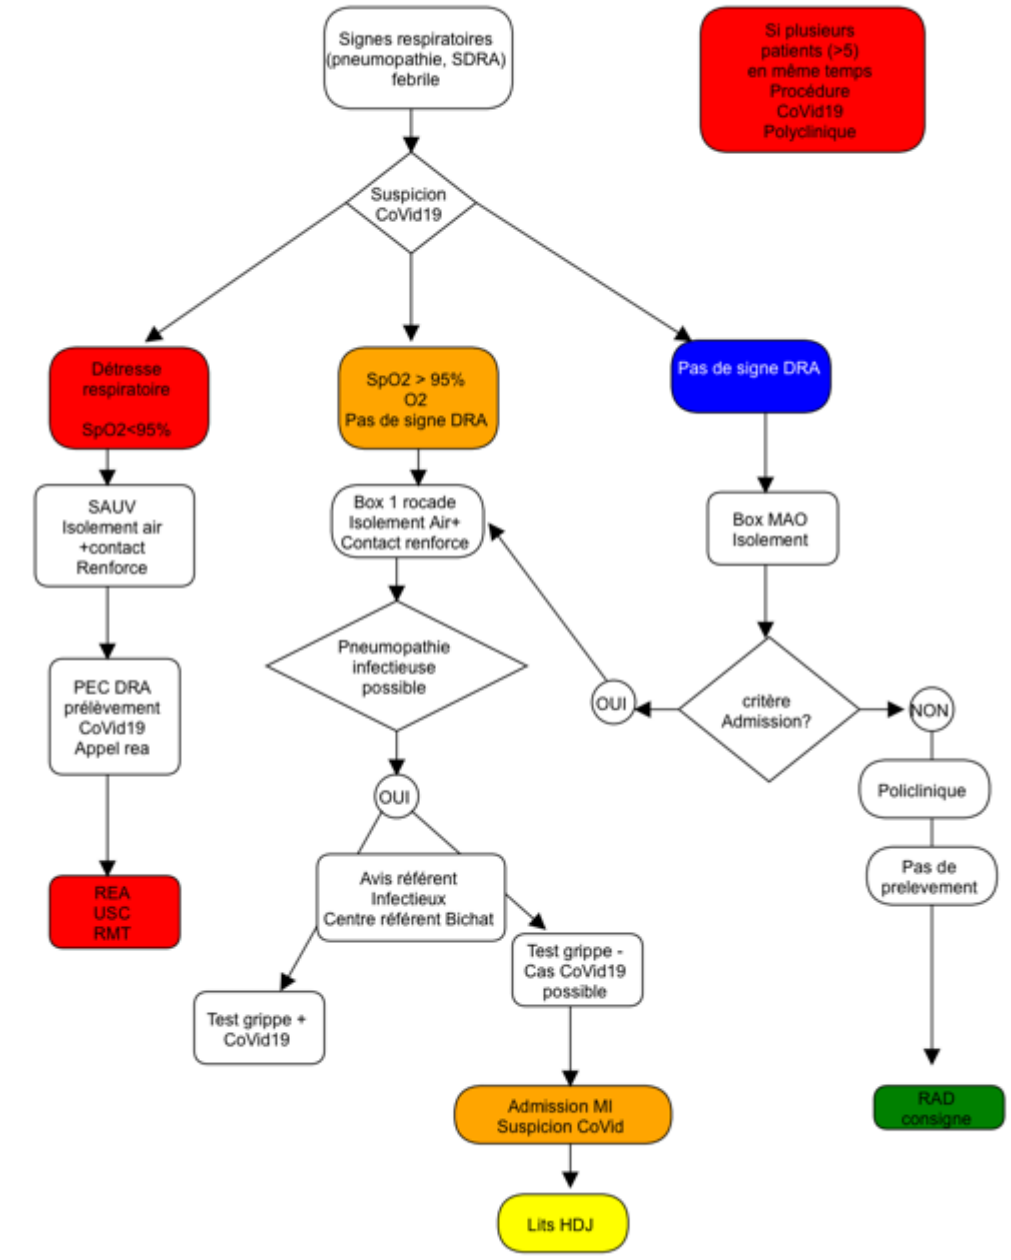 Signes respiratoires
(pneumopathie, SDRA)
febrile
Si plusieurs
patients (>5)
en même temps
Procédure
CoVid19
Polyclinique
Suspicion
CoVid19
Détresse
respiratoire
SpO2<95%
SpO2 > 95%
O2
Pas de signe DRA
Pas de signe DRA
SAUV
Isolement air
+contact
Renforce
Box 1 rocade
Isolement Air+
Contact renforce
Box MAO
Isolement
PEC DRA
prélèvement
CoVid19
Appel rea
Pneumopathie
infectieuse
possible
OUI
critère
Admission?
NON
Policlinique
Pas de
prelevement
OUI
Avis référent
Infectieux
Centre référent Bichat
REA
USC
RMT
Test grippe -
Cas CoVid19
possible
Test grippe +
CoVid19
Admission MI
Suspicion CoVid
RAD
consigne
Lits HDJ